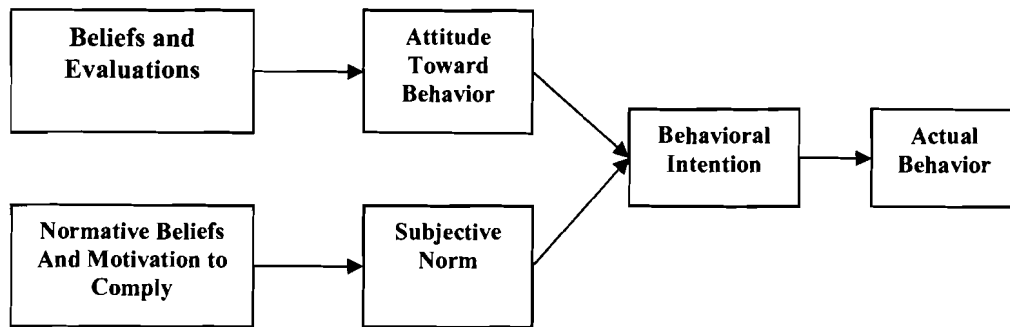 Beliefs and
Evaluations
Attitude
Toward
Behavior
Behavioral
Intention
Actual
Behavior
Normative Beliefs
And Motivation to
Comply
Subjective
Norm